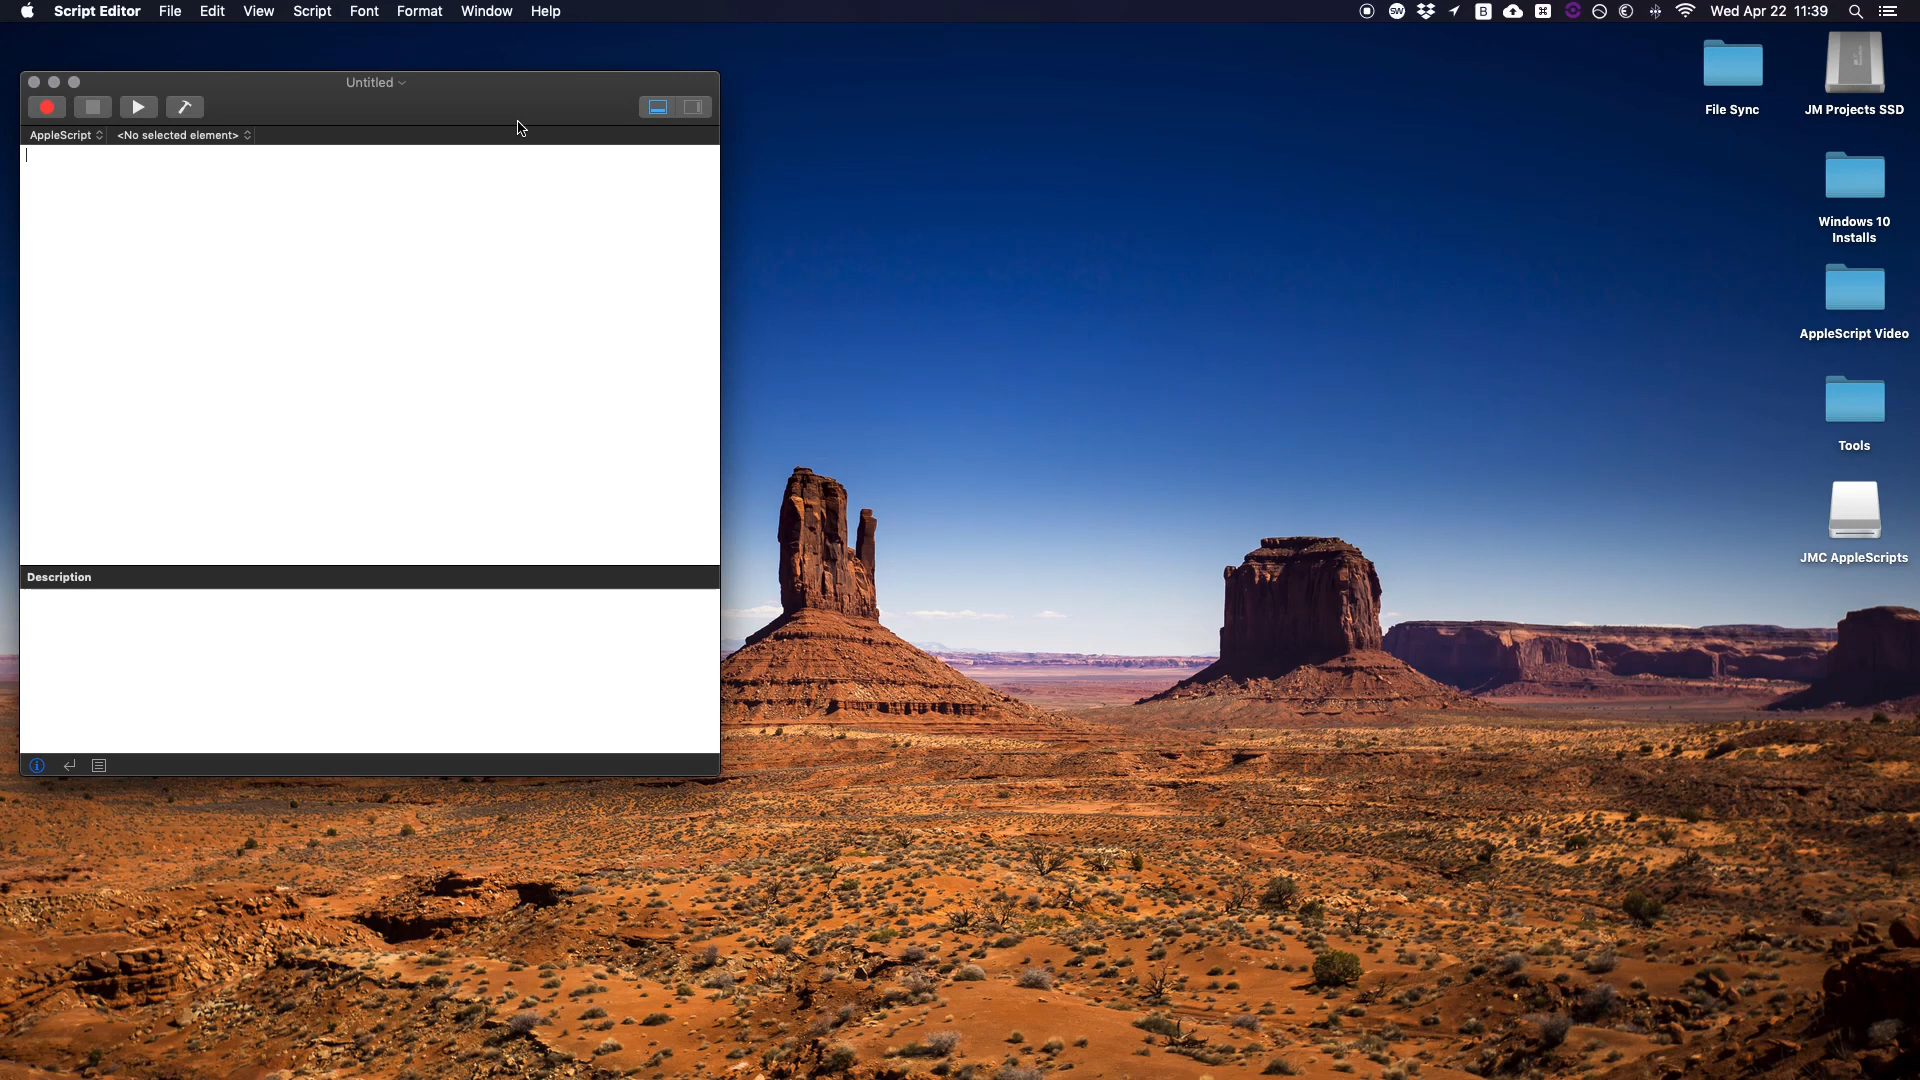 Script Editor File Edit View Script Font Format Window Help
SW B Wed Apr 22 11:39
Untitled
AppleScript <No selected element>
Description
File Sync
JM Projects SSD
Windows 10
Installs
AppleScript Video
Tools
JMC AppleScripts